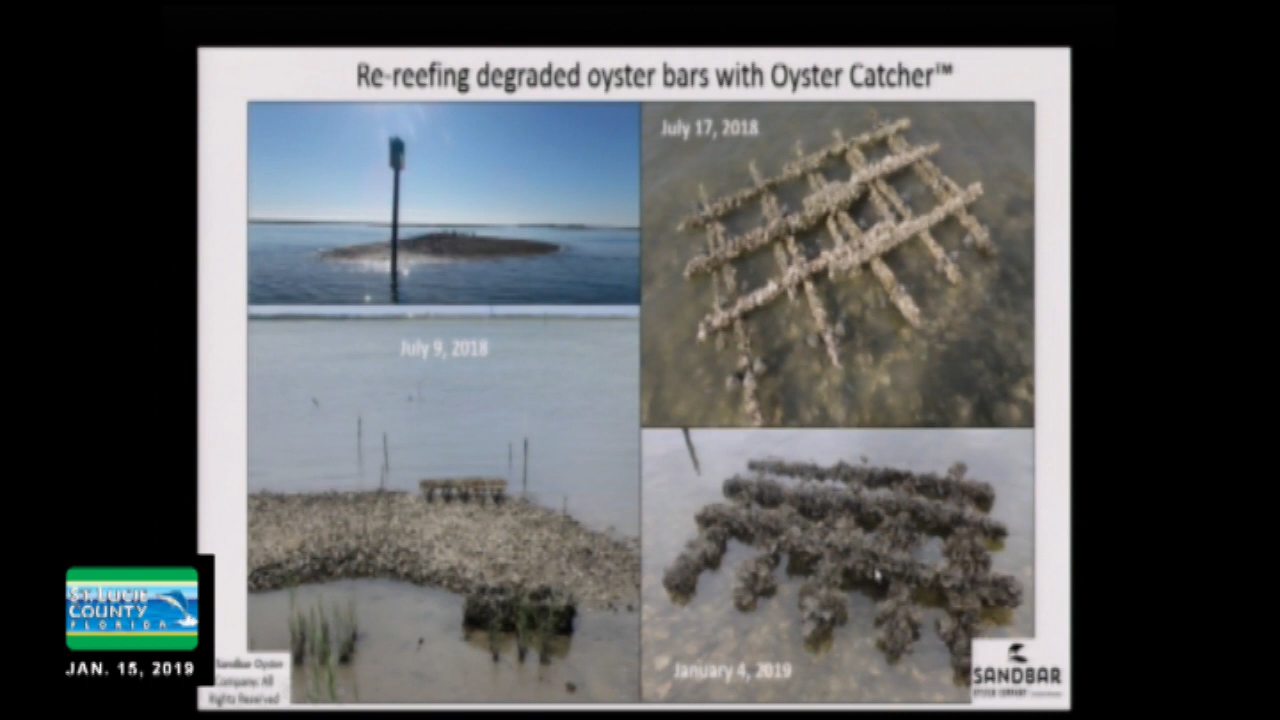 Re-reefing degraded oyster bars with Oyster Catcher™
July 17, 2018
July 9, 2018
January 4, 2019
ST. LUCIE
COUNTY
FLORIDA
JAN. 15, 2019
Sandbar Oyster
Company: All
Rights Reserved
SANDBAR
OYSTER COMPANY